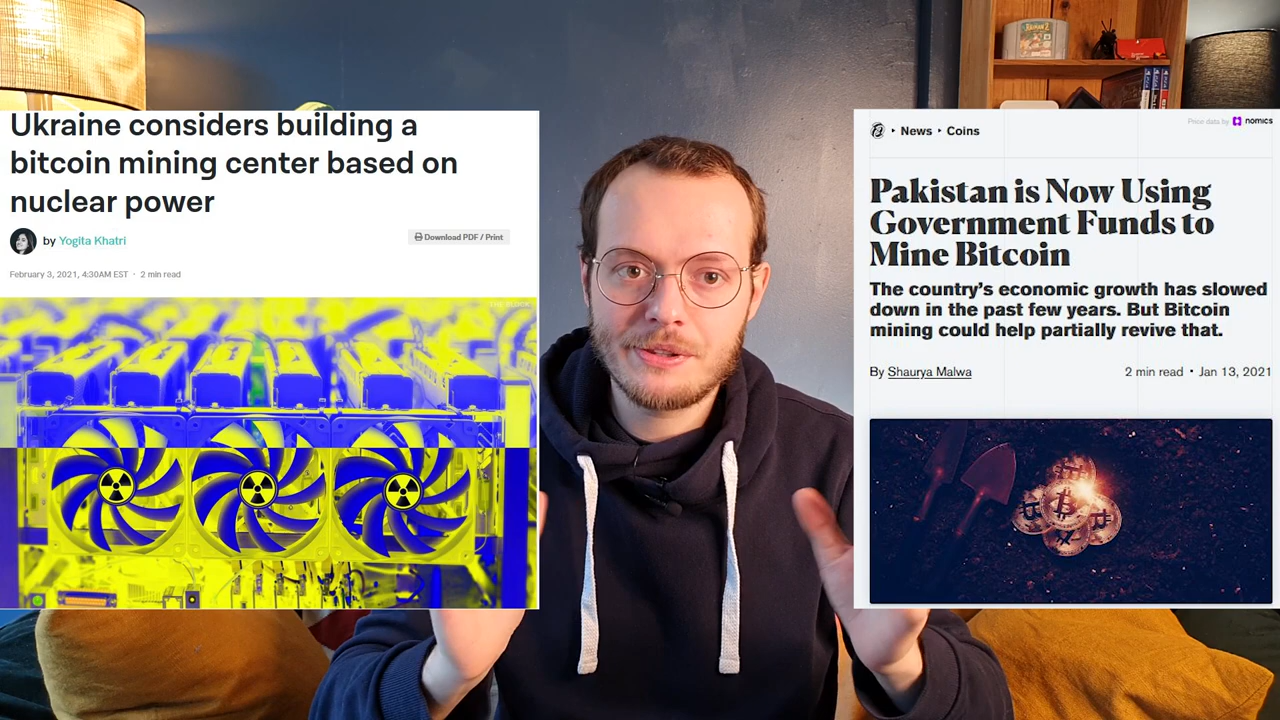 Ukraine considers building a
bitcoin mining center based on
nuclear power
by Yogita Khatri
Download PDF / Print
February 3, 2021, 4:30AM EST · 2 min read
Price data by nomics
News ‣ Coins
Pakistan is Now Using
Government Funds to
Mine Bitcoin
The country’s economic growth has slowed
down in the past few years. But Bitcoin
mining could help partially revive that.
By Shaurya Malwa
2 min read • Jan 13, 2021